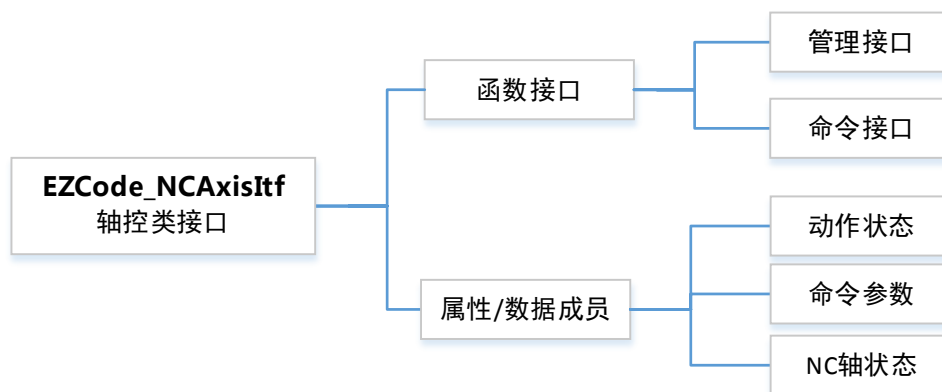 EZCode_NCAxisItf
轴控类接口
函数接口
管理接口
命令接口
属性/数据成员
动作状态
命令参数
NC轴状态